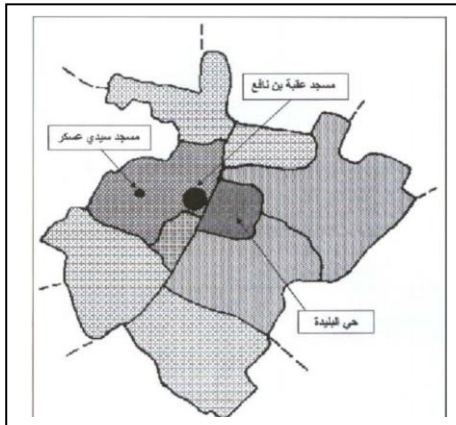 مسجد عقبة بن نافع
مسجد سيدي عسكر
حي البليدة